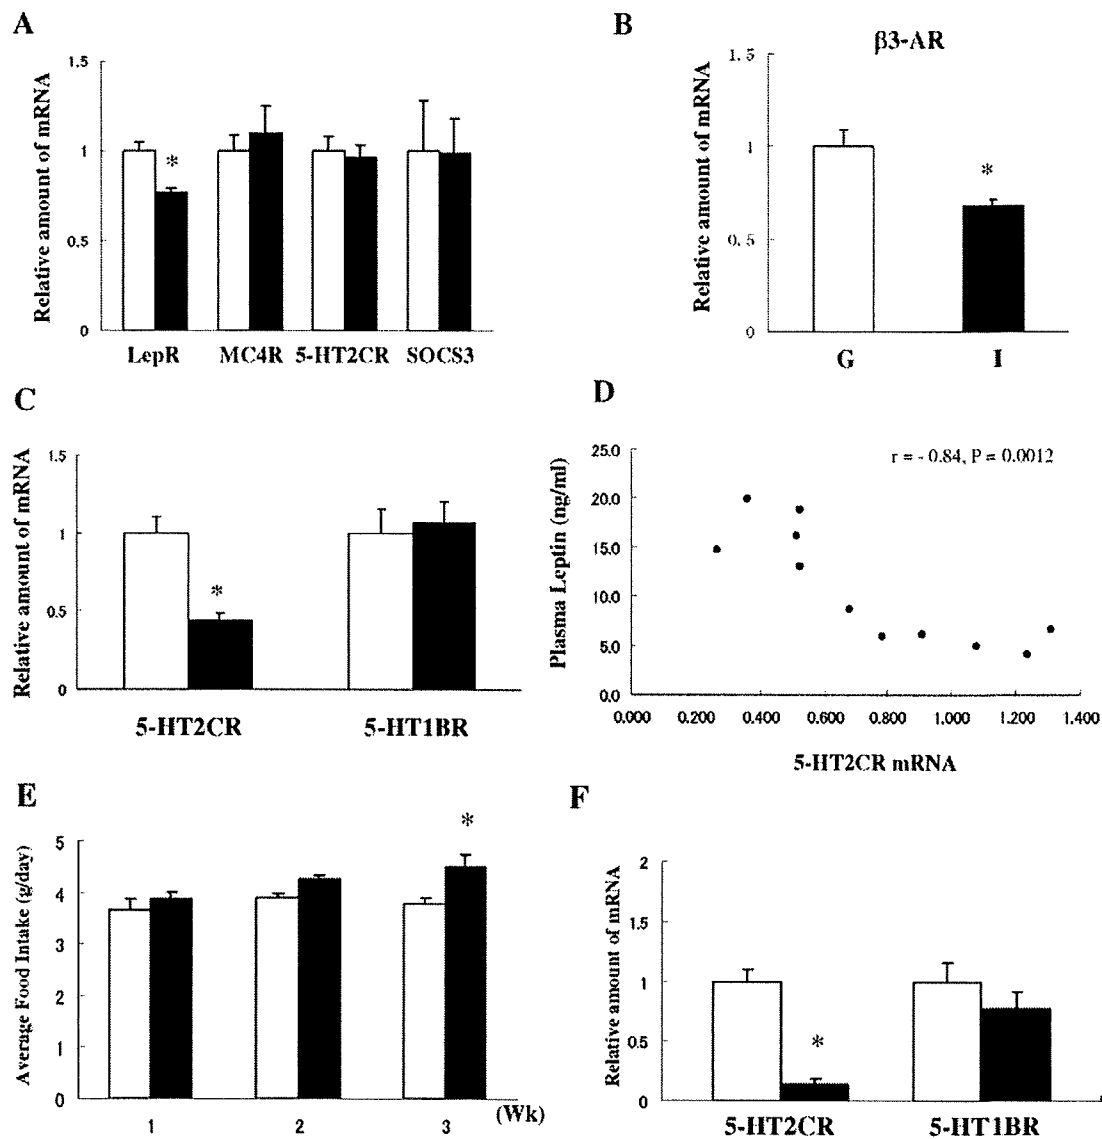 A
Relative amount of mRNA
1.5
1
0.5
0
*
LepR MC4R 5-HT2CR SOCS3
B
β3-AR
Relative amount of mRNA
1.5
1
0.5
0
*
G I
C
Relative amount of mRNA
1.5
1
0.5
0
*
5-HT2CR 5-HT1BR
D
Plasma Leptin (ng/ml)
r = - 0.84, P = 0.0012
25.0
20.0
15.0
10.0
5.0
0.0
0.000 0.200 0.400 0.600 0.800 1.000 1.200 1.400
5-HT2CR mRNA
E
Average Food Intake (g/day)
5
4
3
2
1
0
*
1 2 3 (Wk)
F
Relative amount of mRNA
2
1.5
1
0.5
0
*
5-HT2CR 5-HT1BR